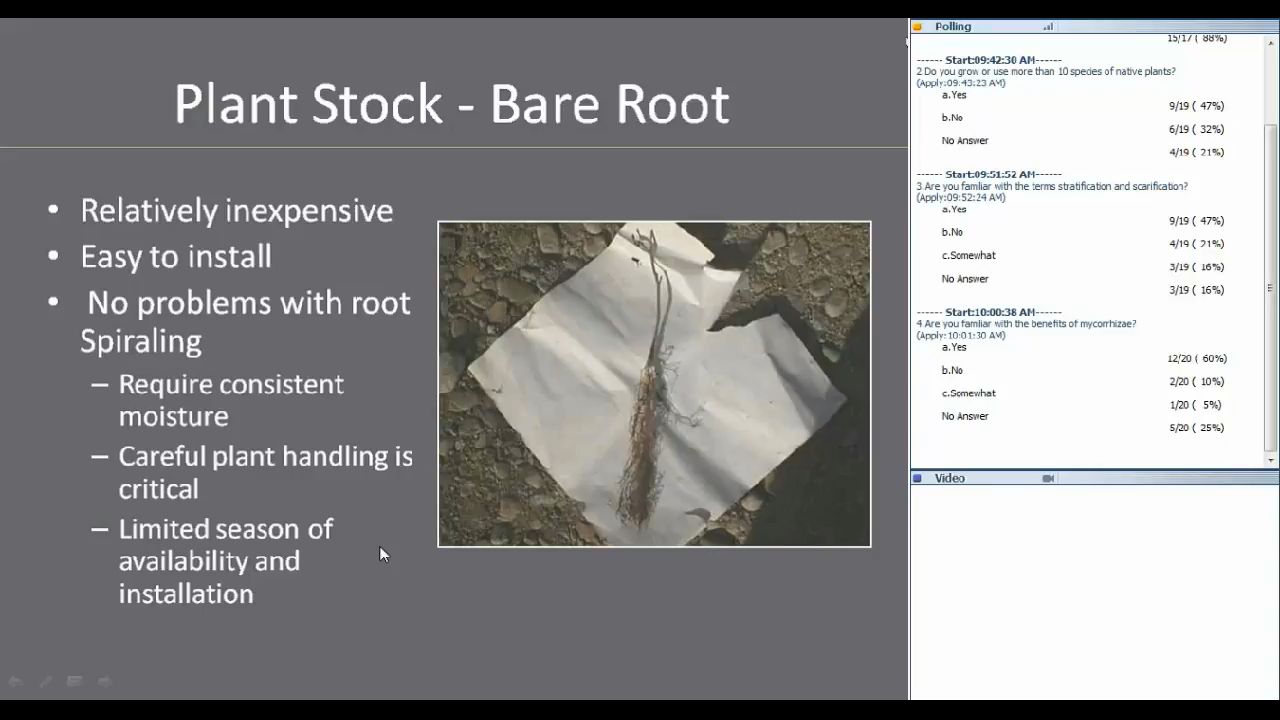 Plant Stock - Bare Root
• Relatively inexpensive
• Easy to install
• No problems with root
Spiraling
– Require consistent
moisture
– Careful plant handling is
critical
– Limited season of
availability and
installation
Polling
15/17 ( 88%)
------ Start:09:42:30 AM------
2.Do you grow or use more than 10 species of native plants?
(Apply:09:43:23 AM)
a.Yes
9/19 ( 47%)
b.No
6/19 ( 32%)
No Answer
4/19 ( 21%)
------ Start:09:51:52 AM------
3.Are you familiar with the terms stratification and scarification?
(Apply:09:52:24 AM)
a.Yes
9/19 ( 47%)
b.No
4/19 ( 21%)
c.Somewhat
3/19 ( 16%)
No Answer
3/19 ( 16%)
------ Start:10:00:38 AM------
4.Are you familiar with the benefits of mycorrhizae?
(Apply:10:01:30 AM)
a.Yes
12/20 ( 60%)
b.No
2/20 ( 10%)
c.Somewhat
1/20 ( 5%)
No Answer
5/20 ( 25%)
Video